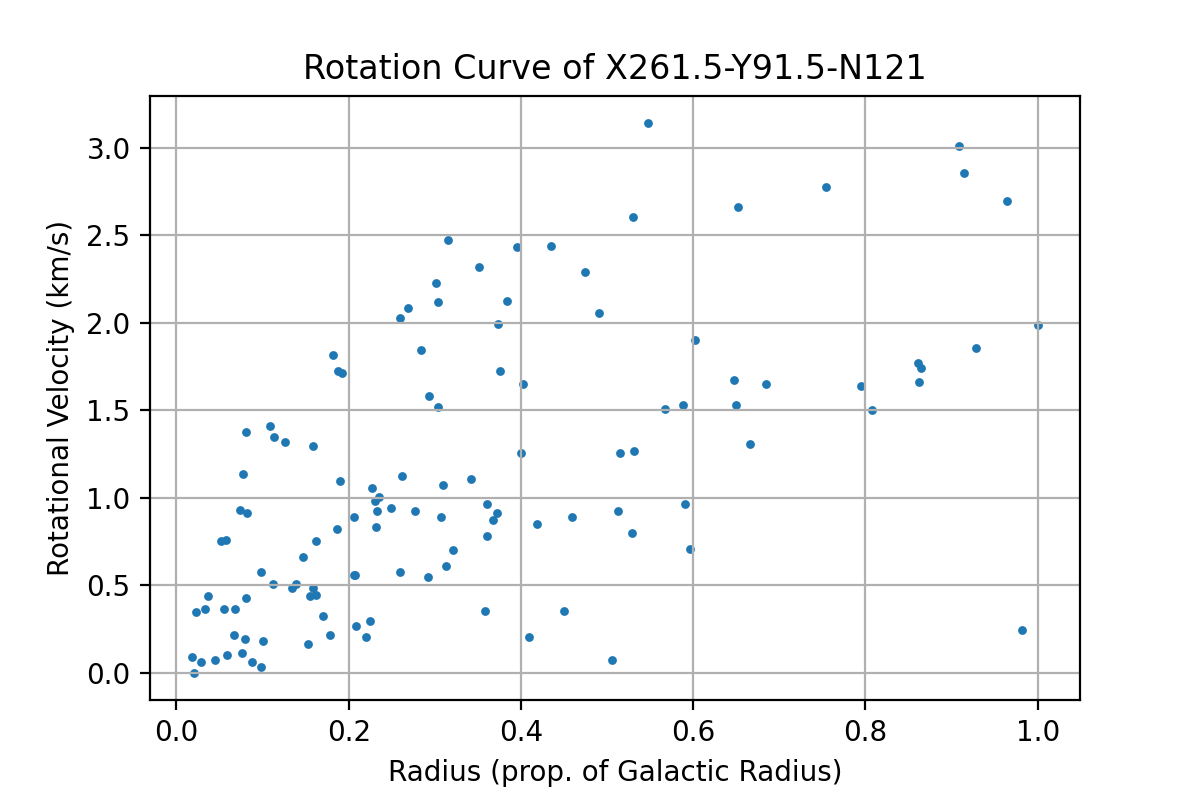 Rotation Curve of X261.5-Y91.5-N121
3.0
2.5
2.0
1.5
1.0
0.5
0.0
Rotational Velocity (km/s)
0.0 0.2 0.4 0.6 0.8 1.0
Radius (prop. of Galactic Radius)